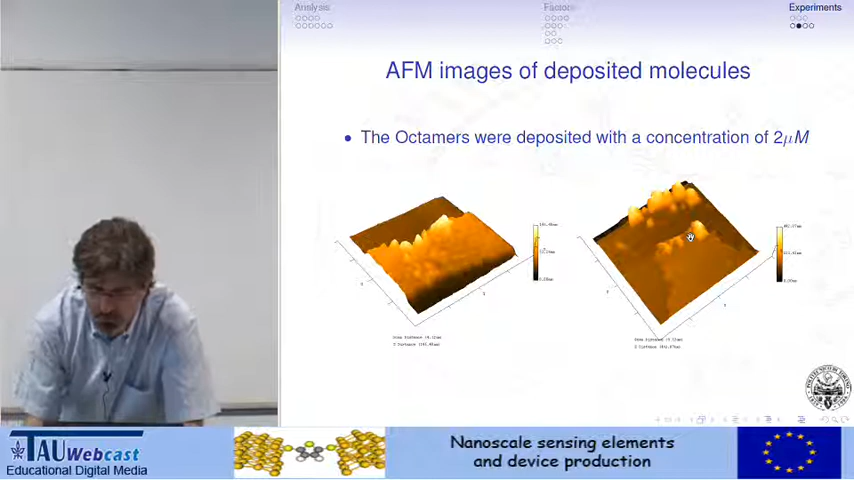 Analysis
Factors
Experiments
AFM images of deposited molecules
• The Octamers were deposited with a concentration of 2μM
TAU Webcast
Educational Digital Media
Nanoscale sensing elements
and device production